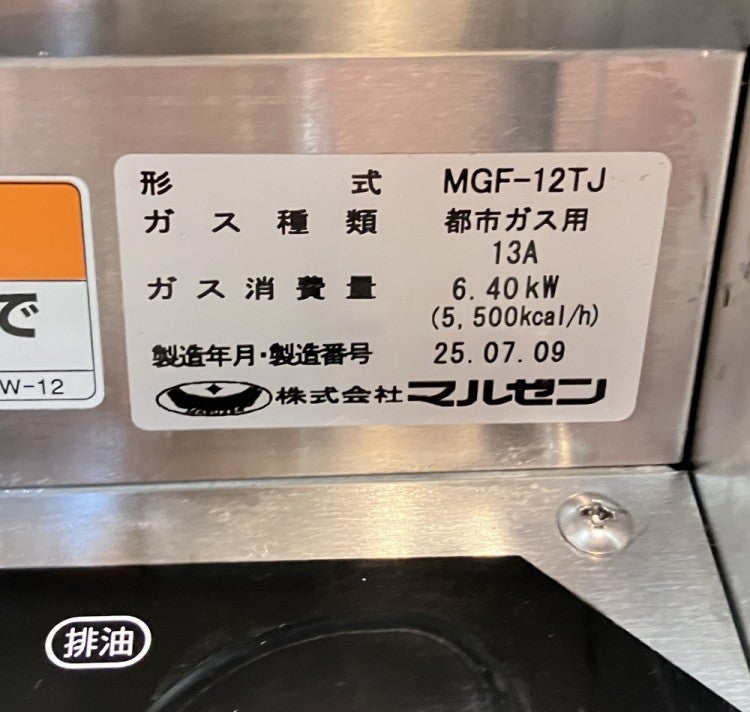 形式 MGF-12TJ
ガス種類 都市ガス用
13A
ガス消費量 6.40kW
(5,500kcal/h)
製造年月・製造番号 25.07.09
株式会社マルゼン
で
W-12
排油